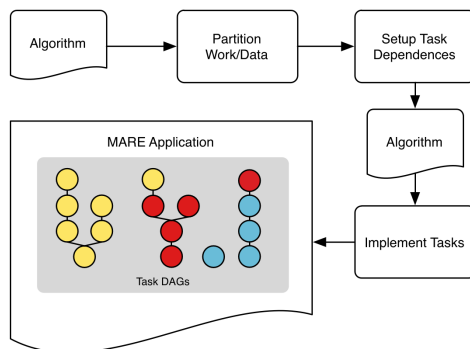 Algorithm
Partition
Work/Data
Setup Task
Dependences
Algorithm
Implement Tasks
MARE Application
Task DAGs